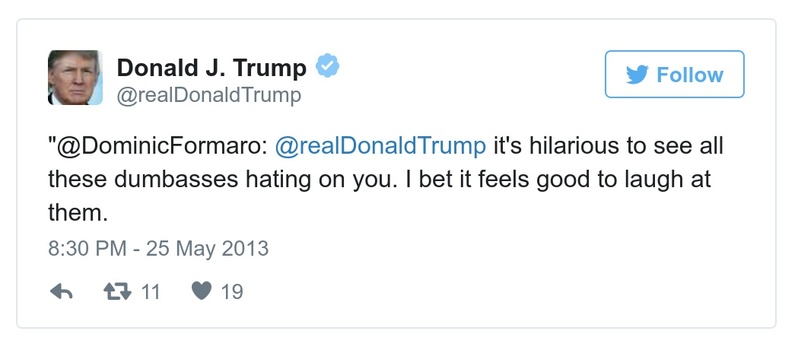 Donald J. Trump
@realDonaldTrump
Follow
"@DominicFormaro: @realDonaldTrump it's hilarious to see all
these dumbasses hating on you. I bet it feels good to laugh at
them.
8:30 PM - 25 May 2013
11
19